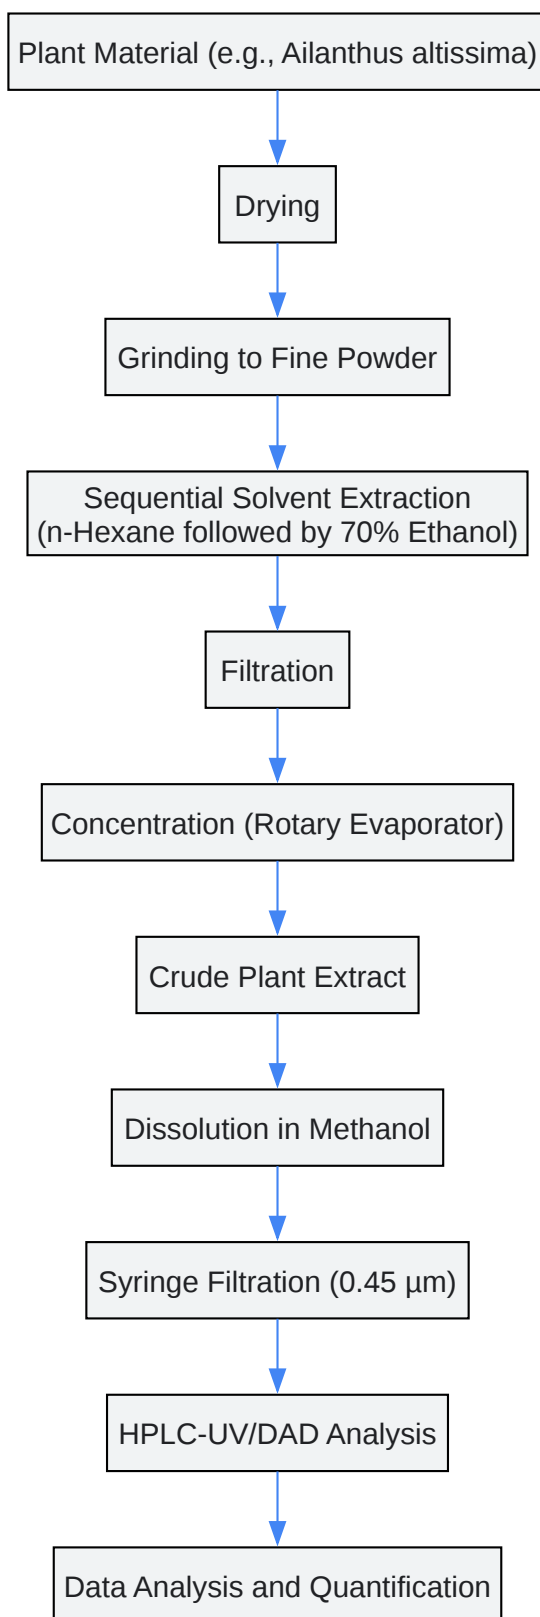 Plant Material (e.g., Ailanthus altissima)
Drying
Grinding to Fine Powder
Sequential Solvent Extraction
(n-Hexane followed by 70% Ethanol)
Filtration
Concentration (Rotary Evaporator)
Crude Plant Extract
Dissolution in Methanol
Syringe Filtration (0.45 µm)
HPLC-UV/DAD Analysis
Data Analysis and Quantification